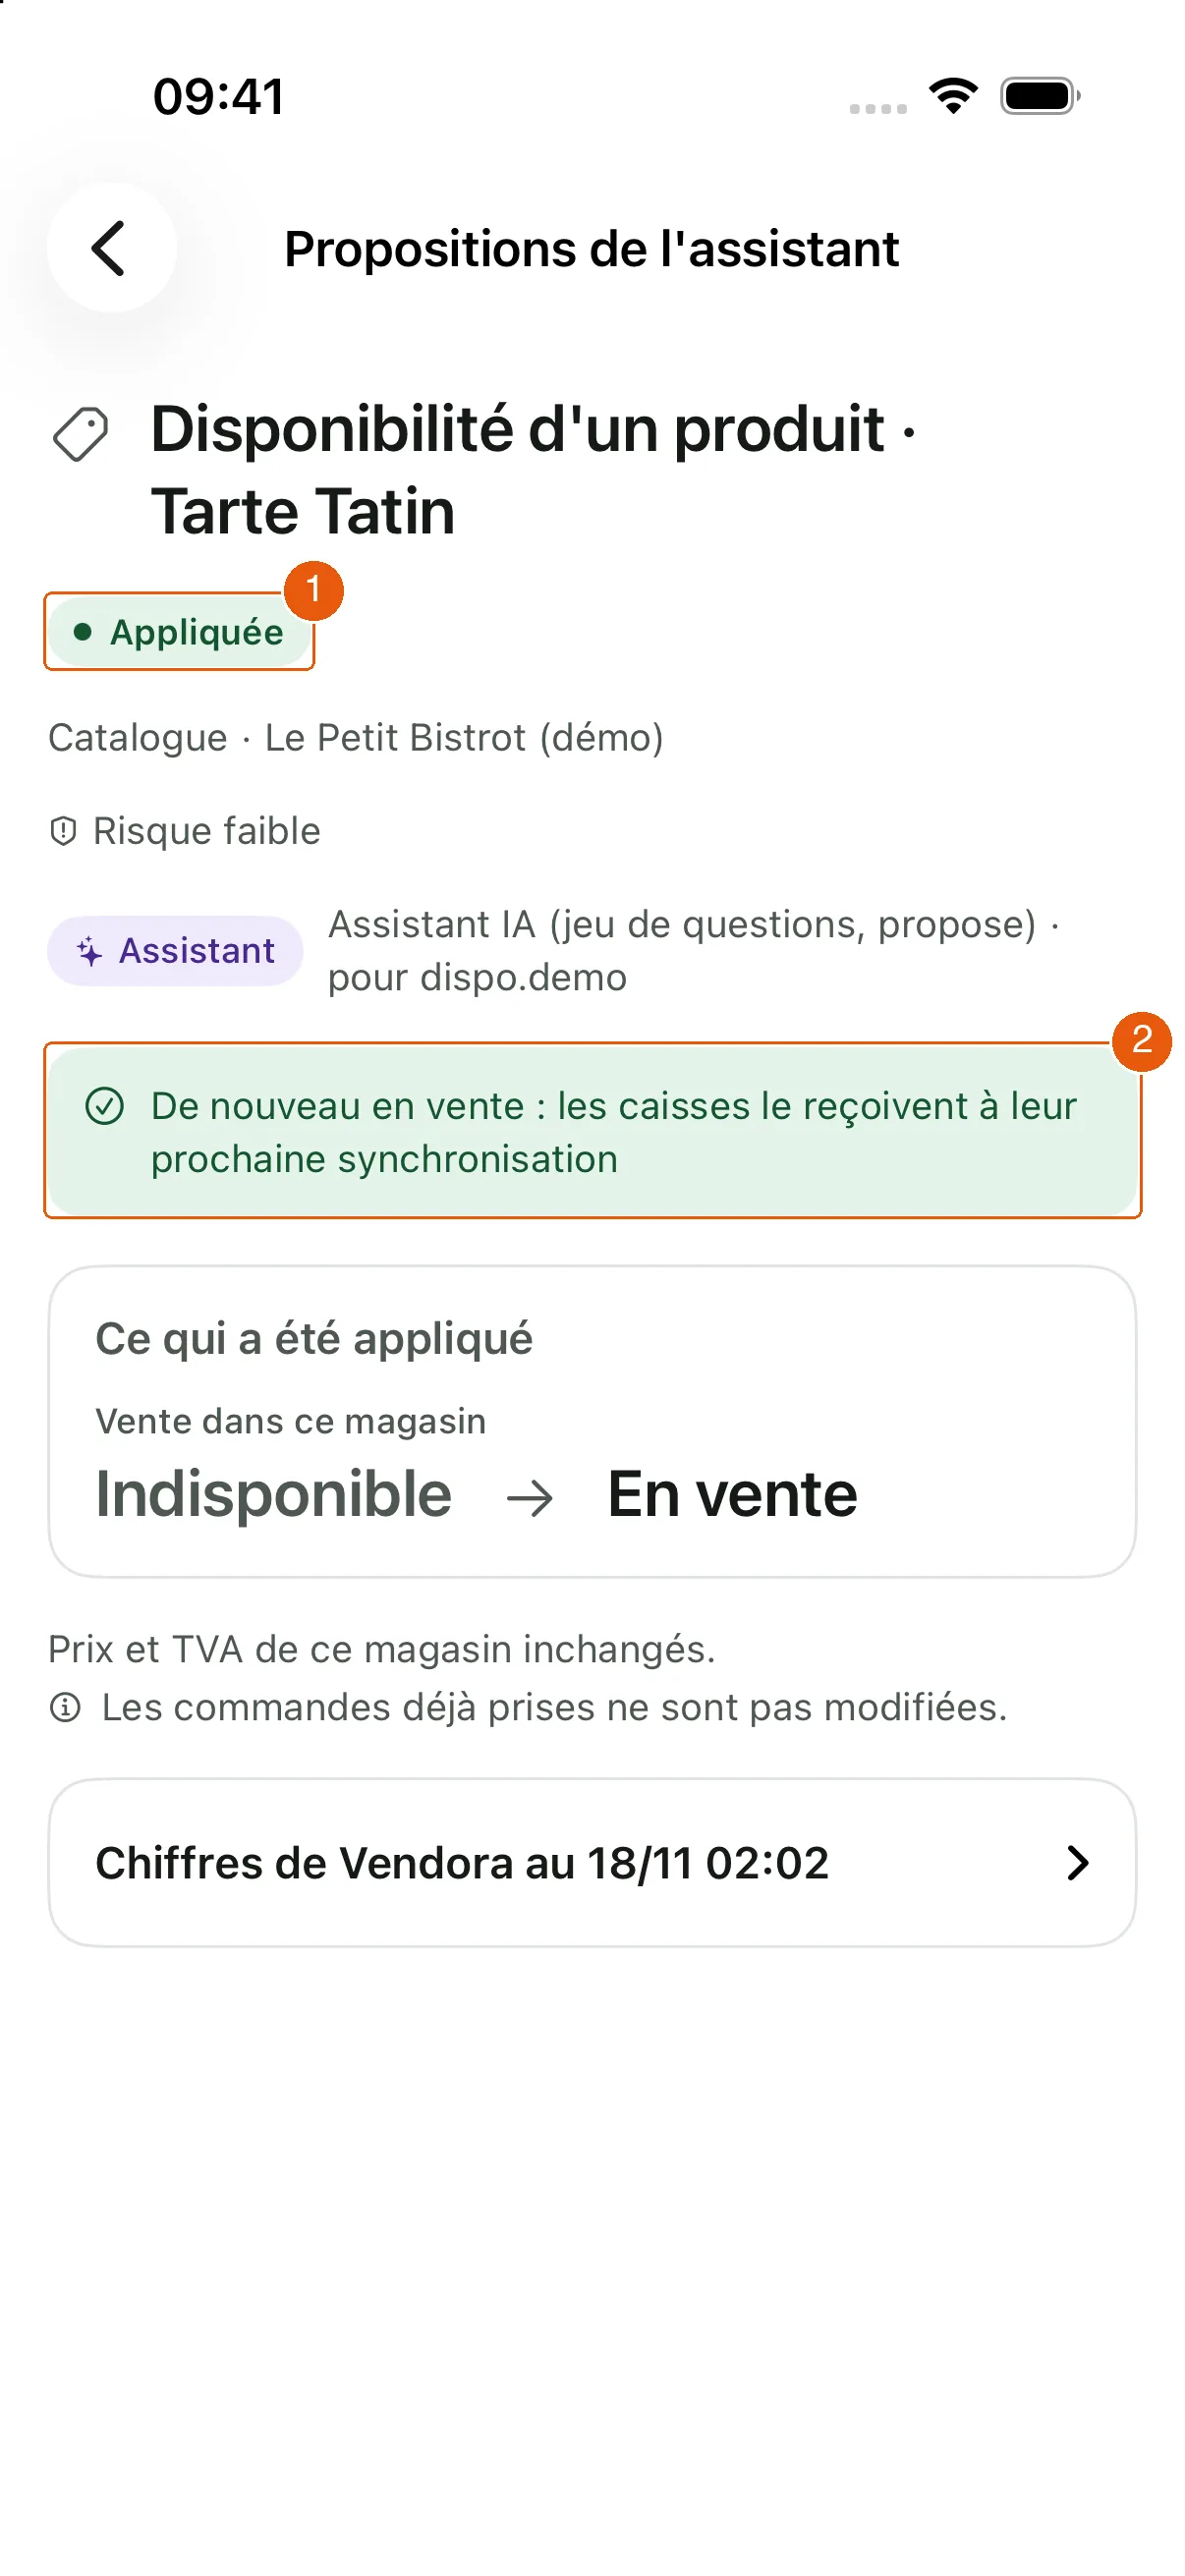 09:41
Propositions de l'assistant
Disponibilité d'un produit ·
Tarte Tatin
1
Appliquée
Catalogue · Le Petit Bistrot (démo)
Risque faible
Assistant
Assistant IA (jeu de questions, propose) ·
pour dispo.demo
2
De nouveau en vente : les caisses le reçoivent à leur
prochaine synchronisation
Ce qui a été appliqué
Vente dans ce magasin
Indisponible → En vente
Prix et TVA de ce magasin inchangés.
Les commandes déjà prises ne sont pas modifiées.
Chiffres de Vendora au 18/11 02:02